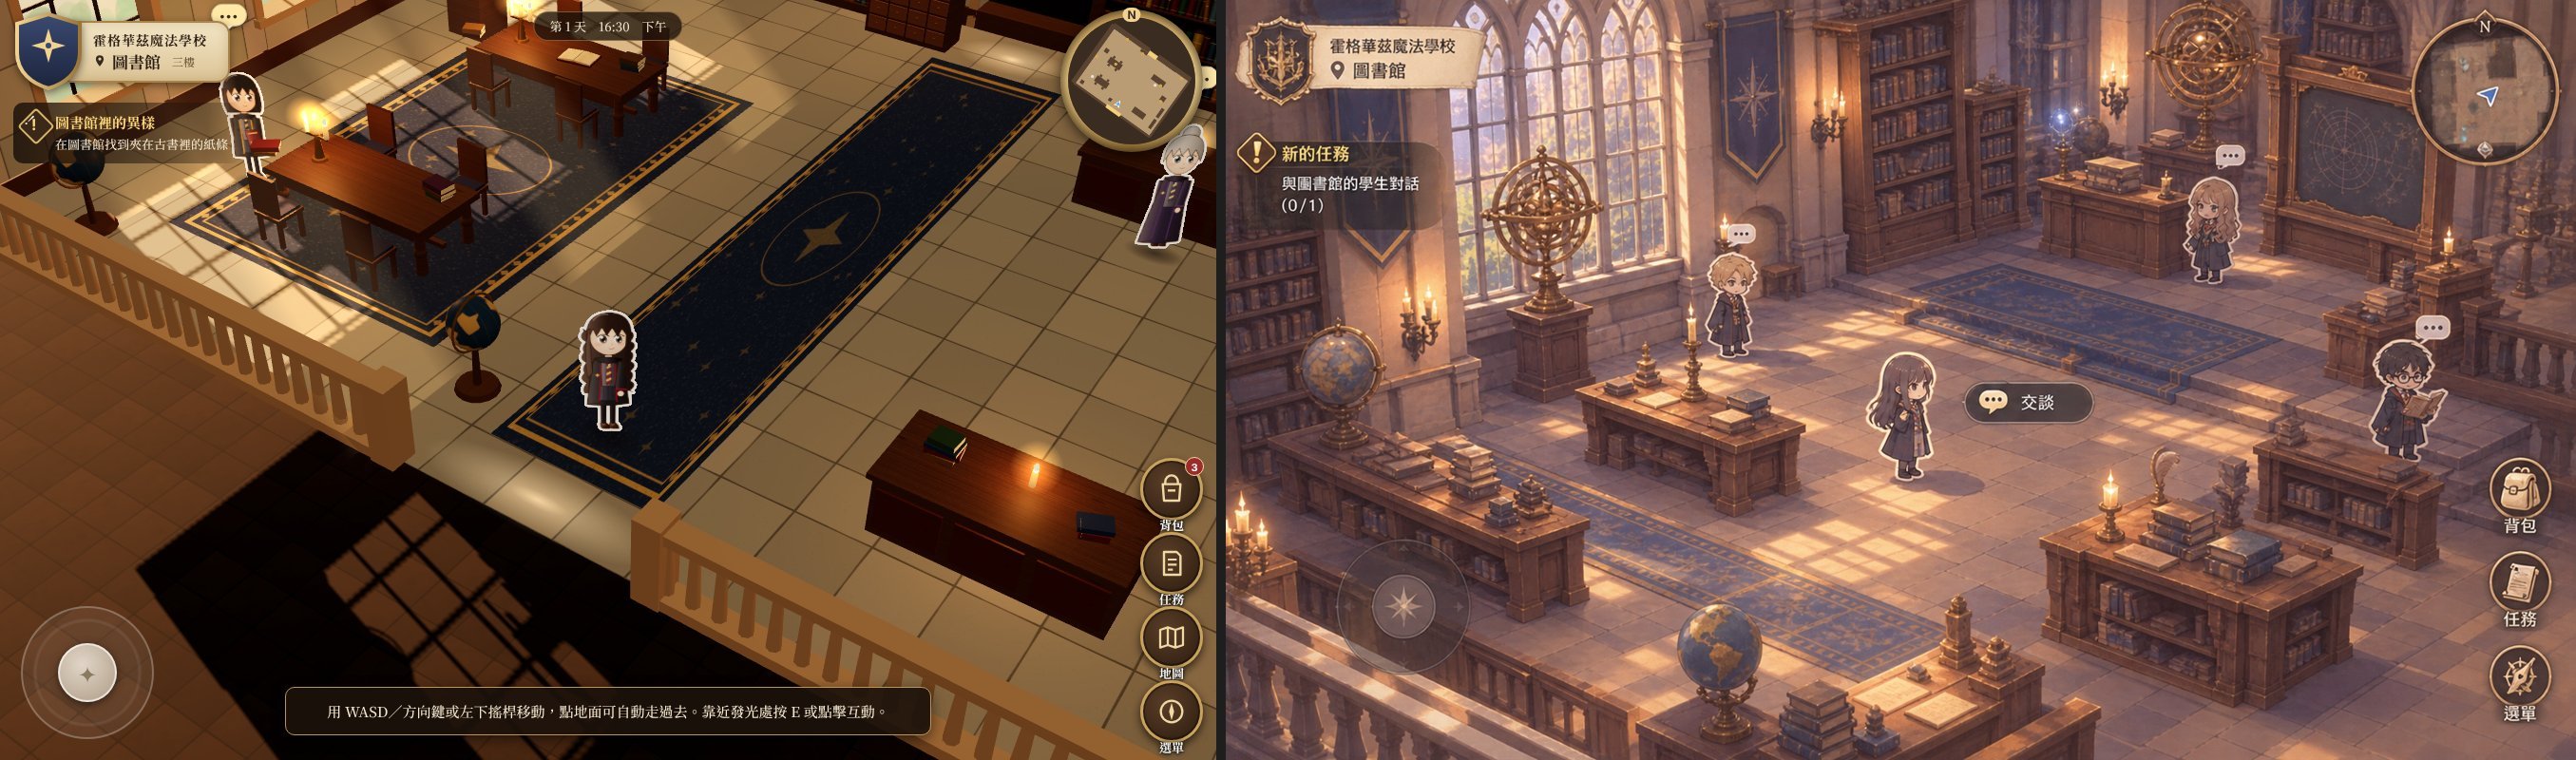 第1天 16:30 下午
霍格華茲魔法學校
圖書館 三樓
圖書館裡的異樣
在圖書館找到夾在古書裡的紙條
N
3
背包
任務
地圖
選單
用 WASD／方向鍵或左下搖桿移動，點地面可自動走過去。靠近發光處按 E 或點擊互動。
霍格華茲魔法學校
圖書館
新的任務
與圖書館的學生對話
(0/1)
N
交談
背包
任務
選單